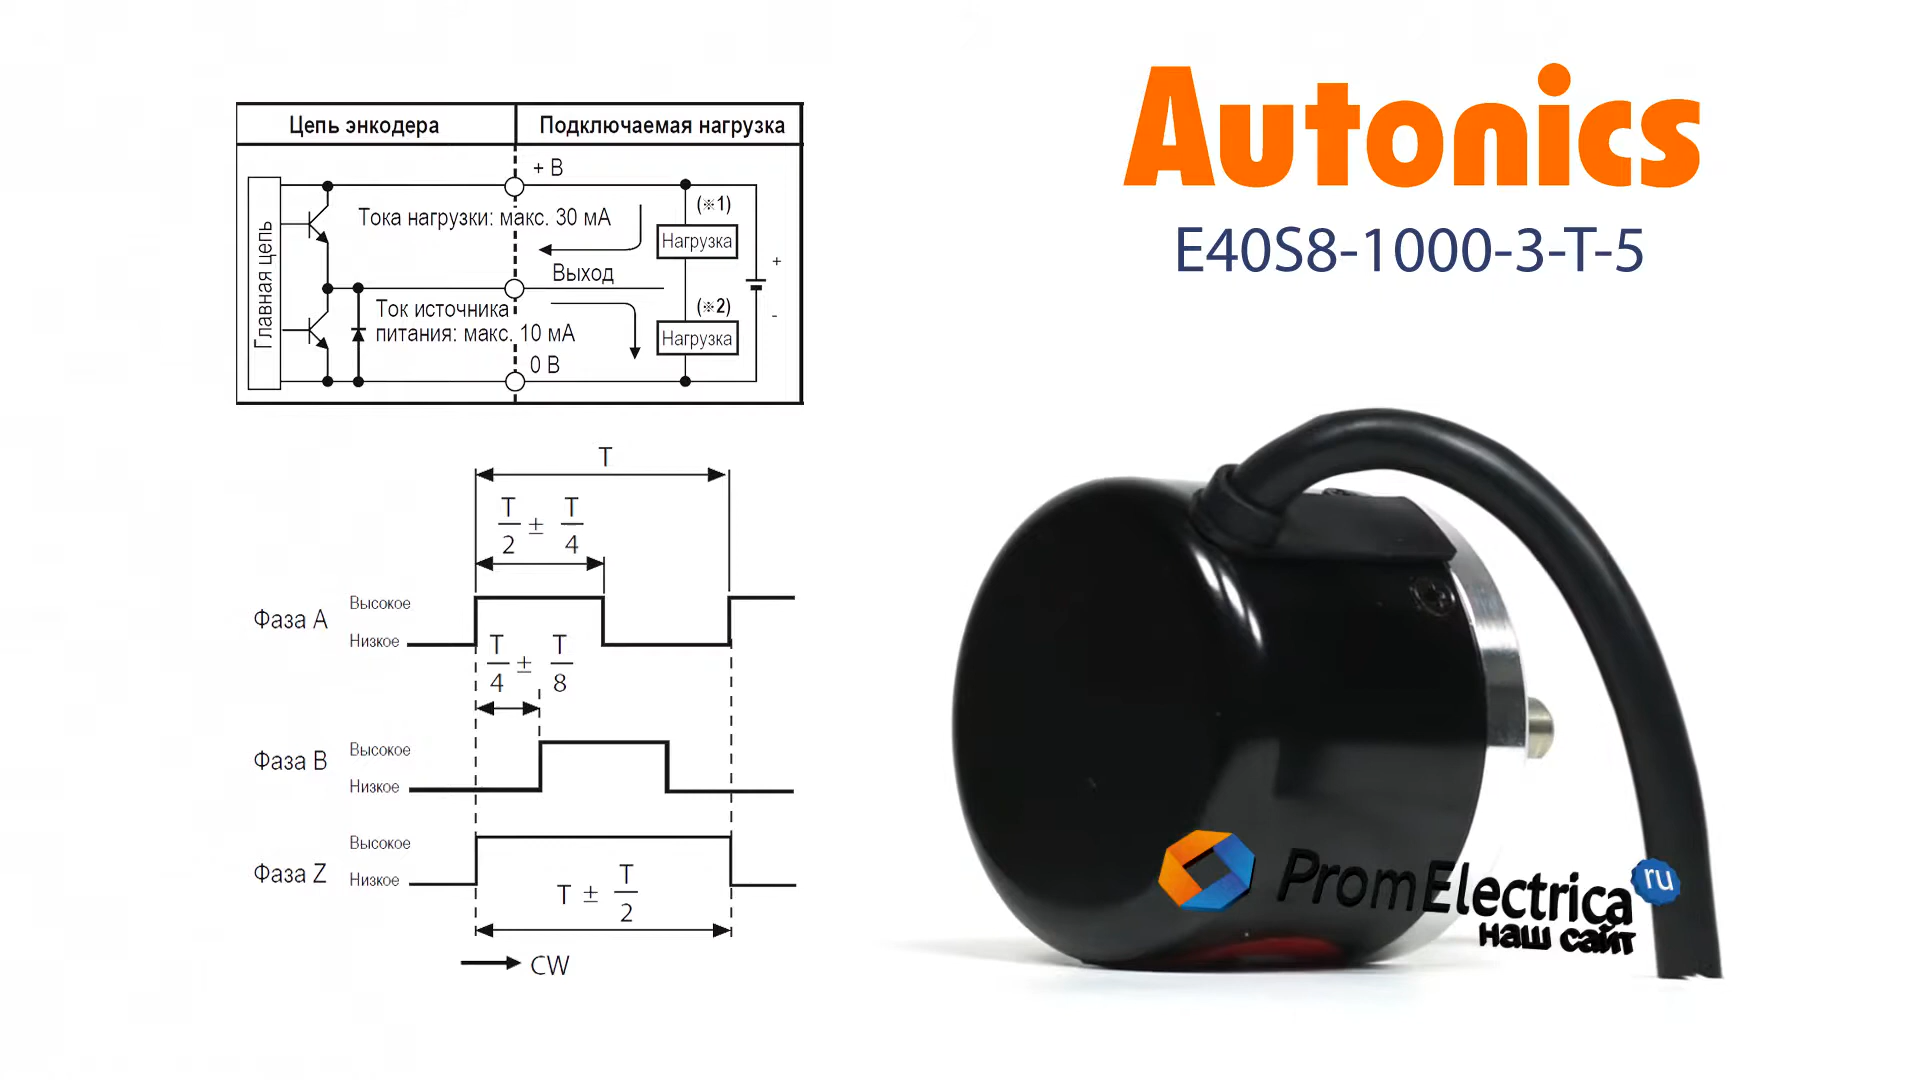 Цепь энкодера
Подключаемая нагрузка
+ В
Тока нагрузки: макс. 30 мА
(※1)
Нагрузка
Главная цепь
Выход
+
-
Ток источника
питания: макс. 10 мА
(※2)
Нагрузка
0 В
T
T/2 ± T/4
Фаза A
Высокое
Низкое
T/4 ± T/8
Фаза B
Высокое
Низкое
Фаза Z
Высокое
Низкое
T ± T/2
CW
Autonics
E40S8-1000-3-T-5
PromElectrica
ru
наш сайт